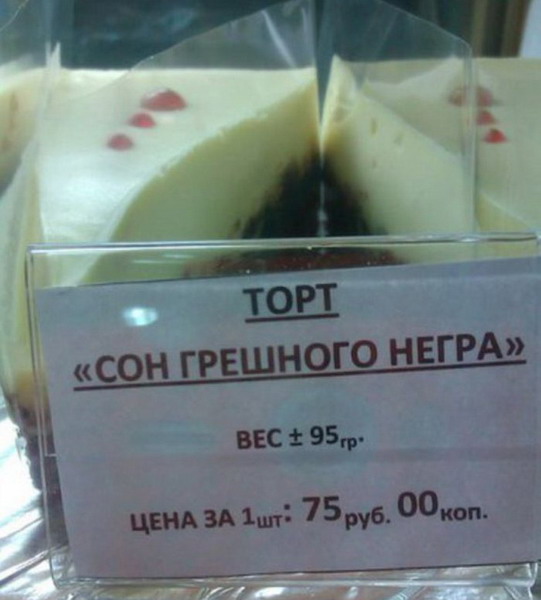 ТОРТ
«СОН ГРЕШНОГО НЕГРА»
ВЕС ± 95гр.
ЦЕНА ЗА 1шт: 75руб. 00коп.